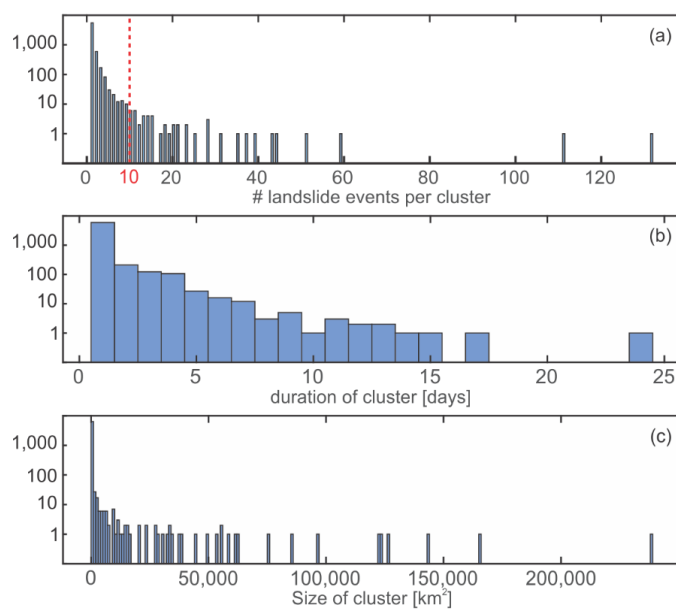 (a)
1,000
100
10
1
0 10 20 40 60 80 100 120
# landslide events per cluster
(b)
1,000
100
10
1
0 5 10 15 20 25
duration of cluster [days]
(c)
1,000
100
10
1
0 50,000 100,000 150,000 200,000
Size of cluster [km²]